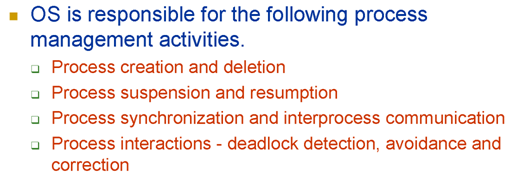 OS is responsible for the following process
management activities.
Process creation and deletion
Process suspension and resumption
Process synchronization and interprocess communication
Process interactions - deadlock detection, avoidance and
correction